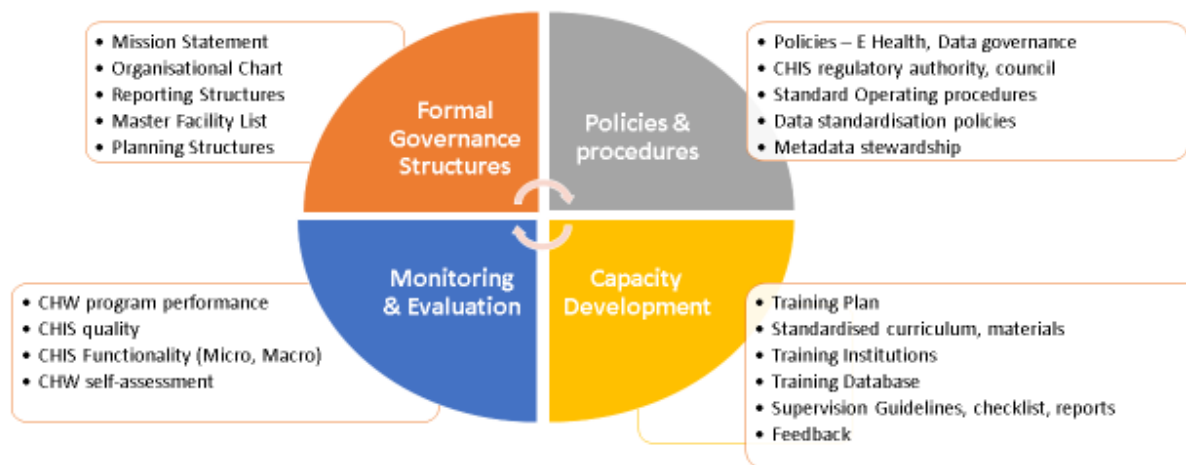 • Mission Statement
• Organisational Chart
• Reporting Structures
• Master Facility List
• Planning Structures
Formal
Governance
Structures
Policies &
procedures
• Policies – E Health, Data governance
• CHIS regulatory authority, council
• Standard Operating procedures
• Data standardisation policies
• Metadata stewardship
• CHW program performance
• CHIS quality
• CHIS Functionality (Micro, Macro)
• CHW self-assessment
Monitoring
& Evaluation
Capacity
Development
• Training Plan
• Standardised curriculum, materials
• Training Institutions
• Training Database
• Supervision Guidelines, checklist, reports
• Feedback